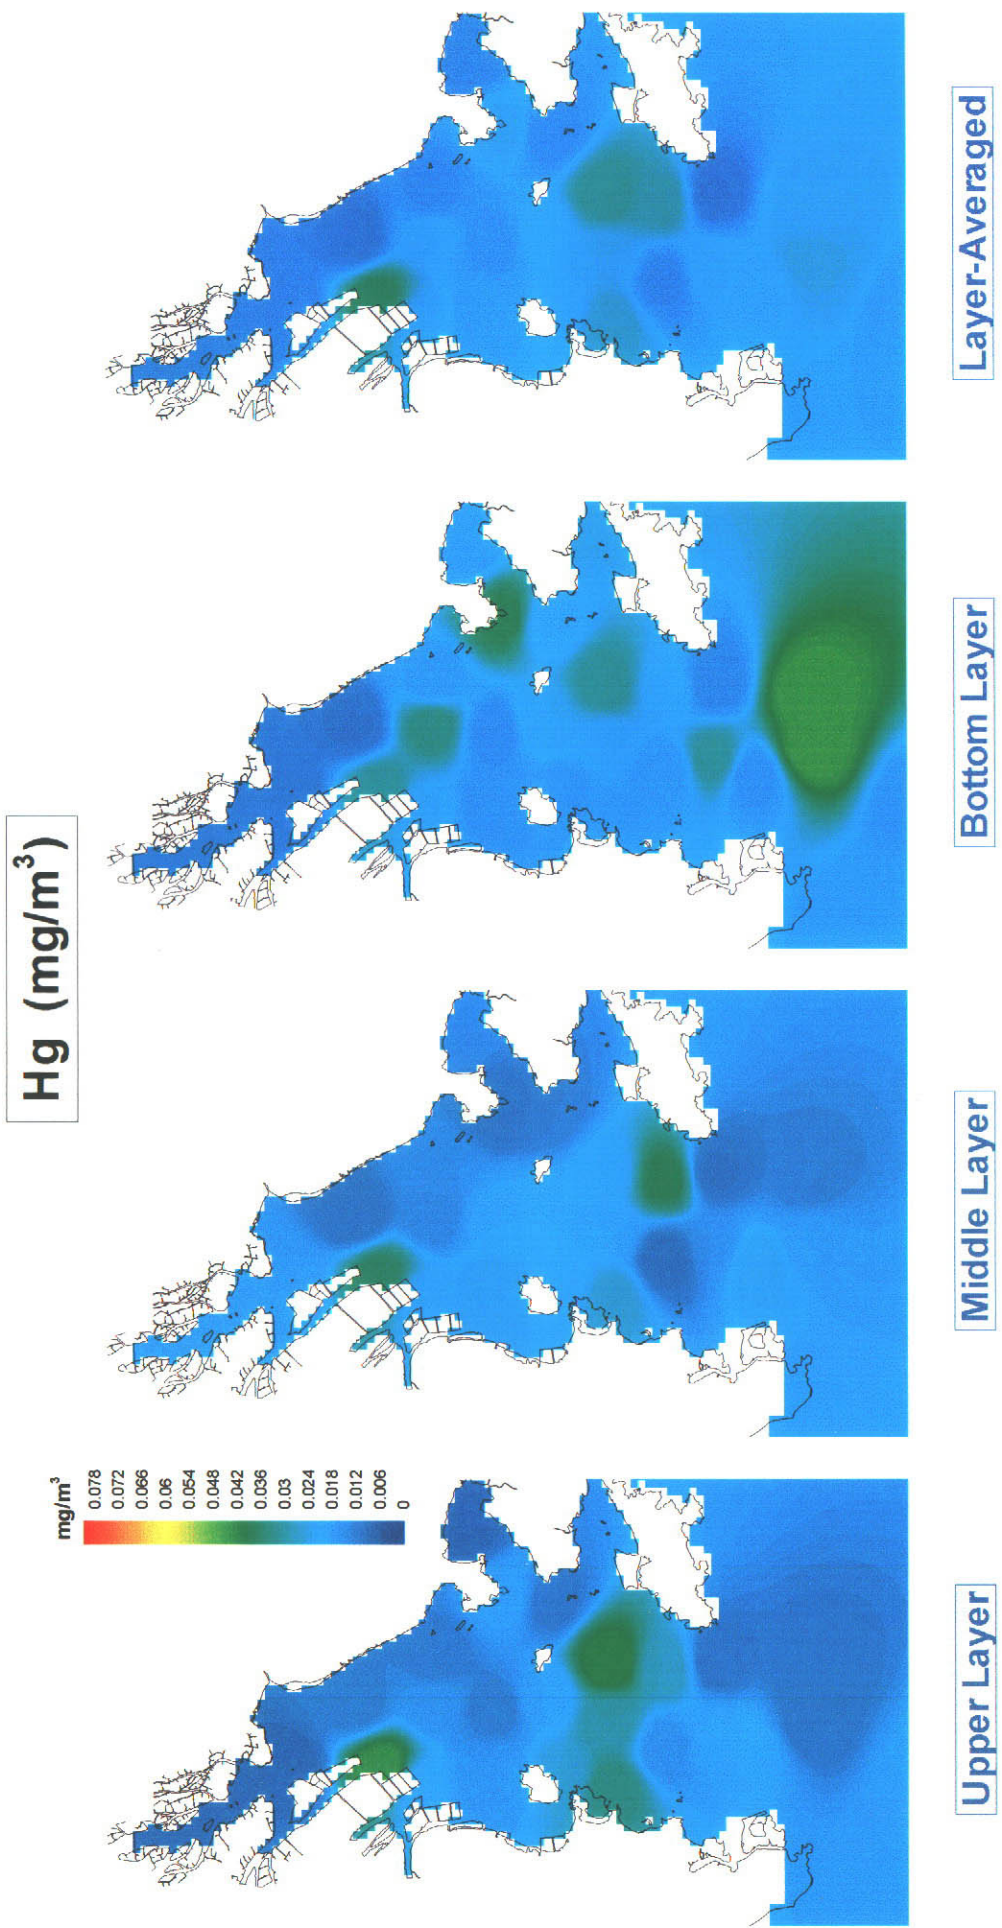 Hg (mg/m³)
mg/m³
0.078
0.072
0.066
0.06
0.054
0.048
0.042
0.036
0.03
0.024
0.018
0.012
0.006
0
Upper Layer
Middle Layer
Bottom Layer
Layer-Averaged